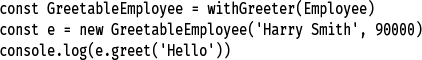 const GreetableEmployee = withGreeter(Employee)
const e = new GreetableEmployee('Harry Smith', 90000)
console.log(e.greet('Hello'))